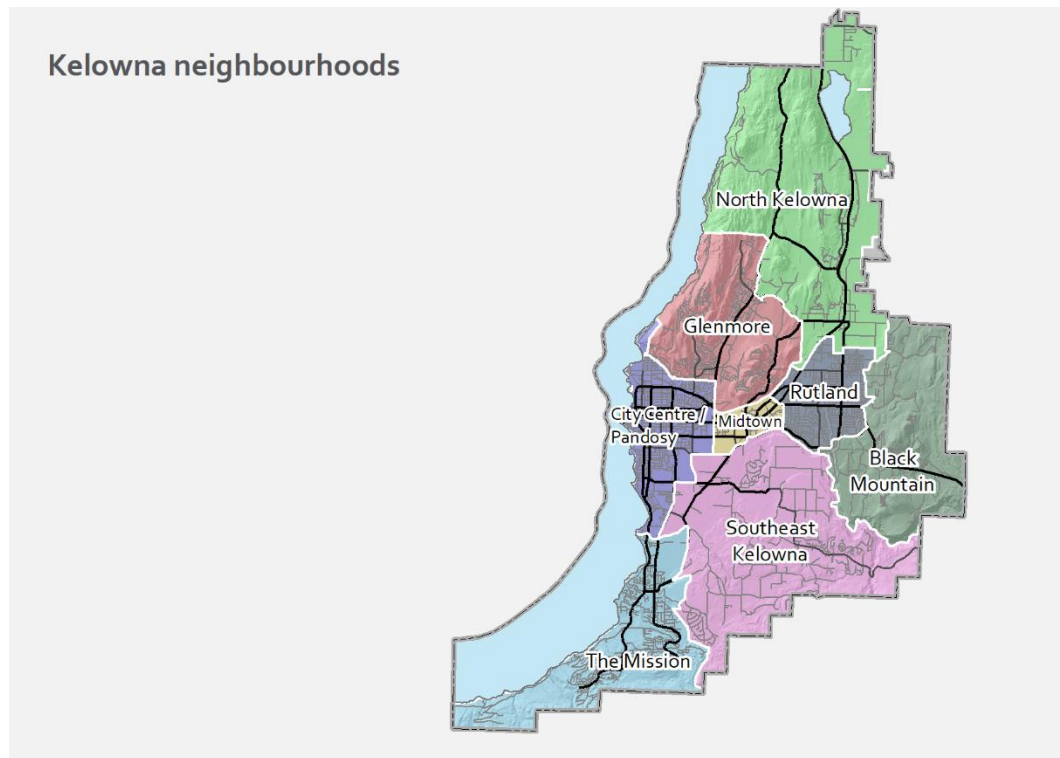 Kelowna neighbourhoods
North Kelowna
Glenmore
Rutland
City Centre /
Pandosy
Midtown
Black
Mountain
Southeast
Kelowna
The Mission